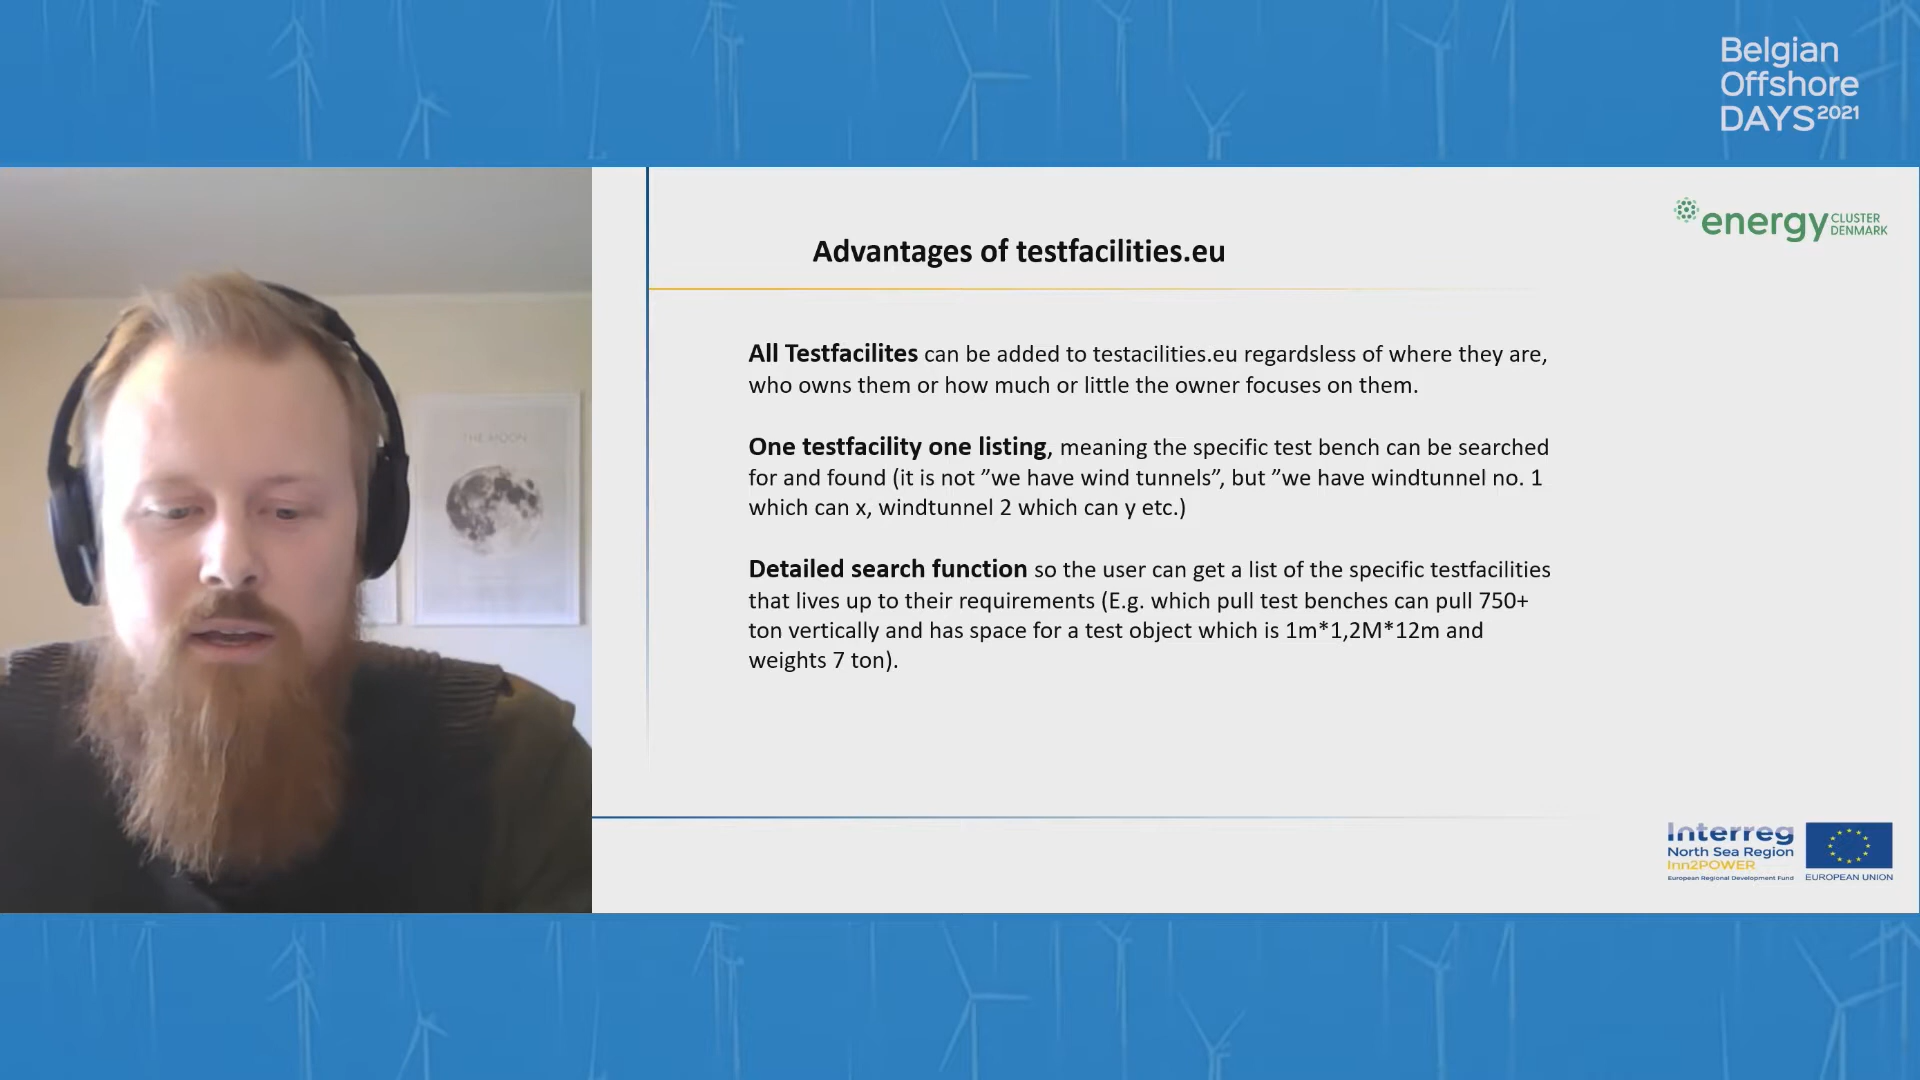 Belgian
Offshore
DAYS 2021
energy CLUSTER
DENMARK
Advantages of testfacilities.eu
All Testfacilites can be added to testacilities.eu regardsless of where they are,
who owns them or how much or little the owner focuses on them.
One testfacility one listing, meaning the specific test bench can be searched
for and found (it is not ”we have wind tunnels”, but ”we have windtunnel no. 1
which can x, windtunnel 2 which can y etc.)
Detailed search function so the user can get a list of the specific testfacilities
that lives up to their requirements (E.g. which pull test benches can pull 750+
ton vertically and has space for a test object which is 1m*1,2M*12m and
weights 7 ton).
THE MOON
Interreg
North Sea Region
Inn2POWER
European Regional Development Fund
EUROPEAN UNION